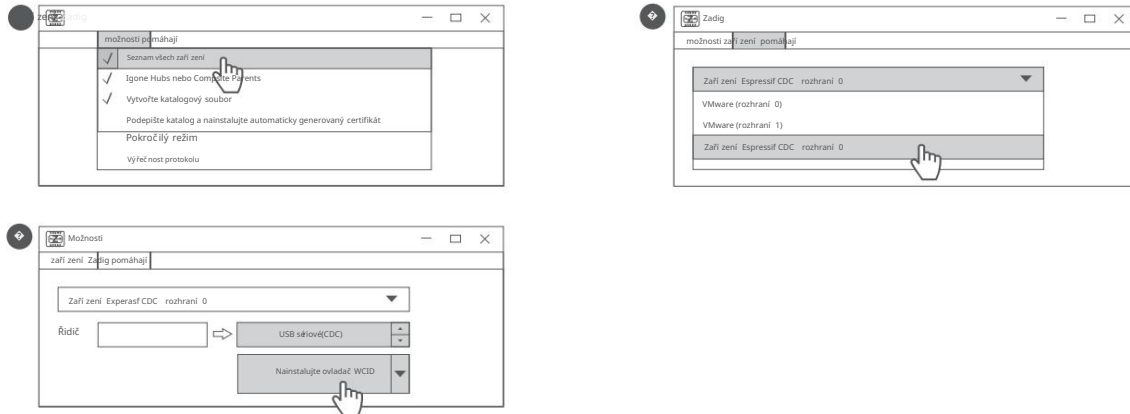 Zadig
možnosti pomáhají
Seznam všech zaří zení
Igone Hubs nebo Compsite Parents
Vytvořte katalogový soubor
Podepište katalog a nainstalujte automaticky generovaný certifikát
Pokročilý režim
Výřečnost protokolu
Zadig
možnosti zaří zení pomáhají
Zaří zení Espressif CDC rozhraní 0
VMware (rozhraní 0)
VMware (rozhraní 1)
Zaří zení Espressif CDC rozhraní 0
Možnosti
zaří zení Zadig pomáhají
Zaří zení Experasf CDC rozhraní 0
Řidič
USB sériové(CDC)
Nainstalujte ovladač WCID